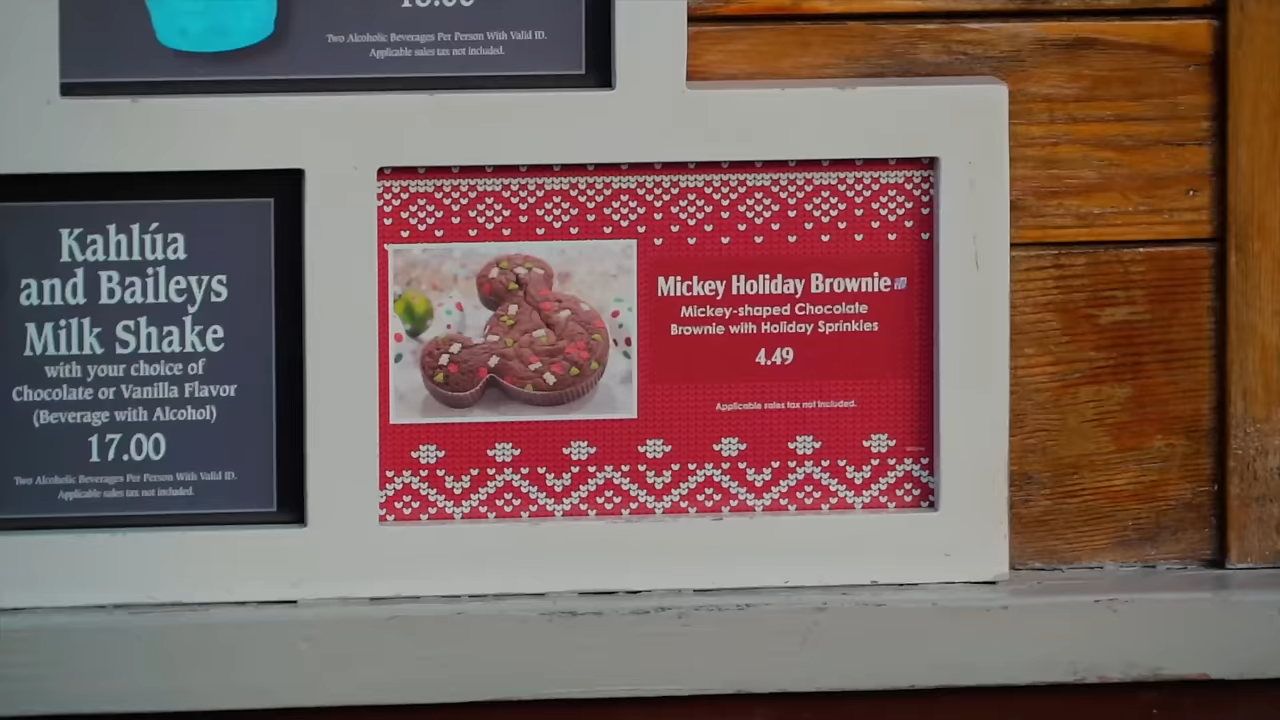 Two Alcoholic Beverages Per Person With Valid ID.
Applicable sales tax not included.
Kahlúa
and Baileys
Milk Shake
with your choice of
Chocolate or Vanilla Flavor
(Beverage with Alcohol)
17.00
Two Alcoholic Beverages Per Person With Valid ID.
Applicable sales tax not included.
Mickey Holiday Brownie
Mickey-shaped Chocolate
Brownie with Holiday Sprinkles
4.49
Applicable sales tax not included.